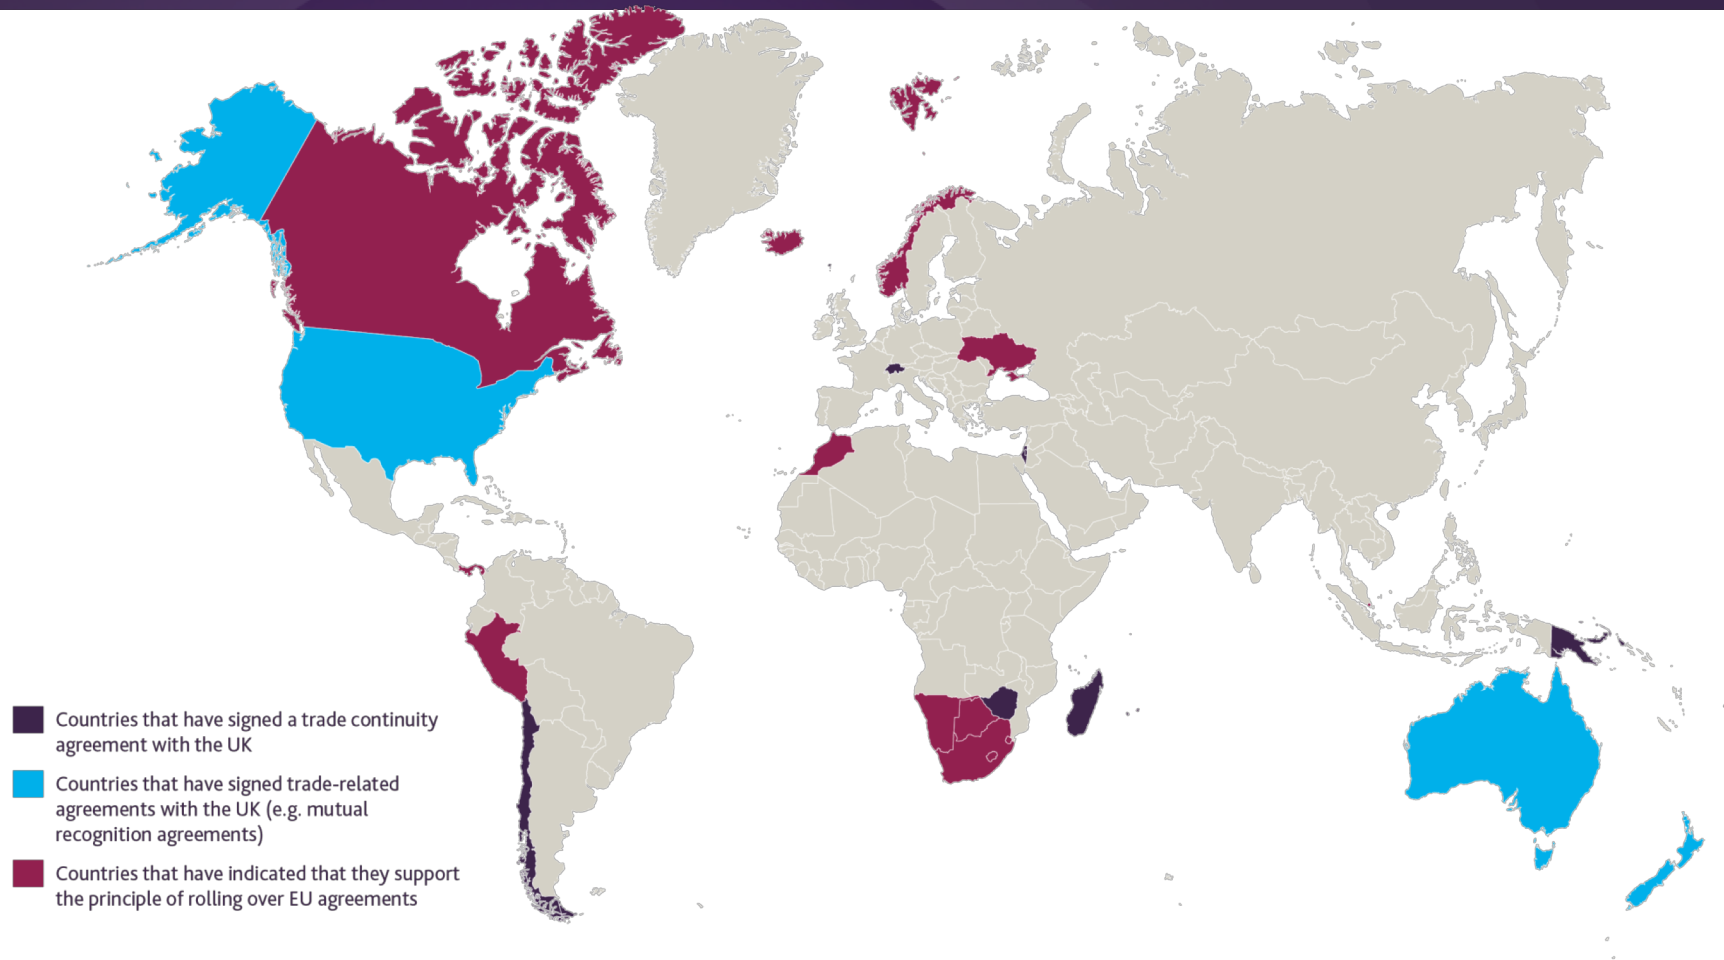 Countries that have signed a trade continuity
agreement with the UK
Countries that have signed trade-related
agreements with the UK (e.g. mutual
recognition agreements)
Countries that have indicated that they support
the principle of rolling over EU agreements